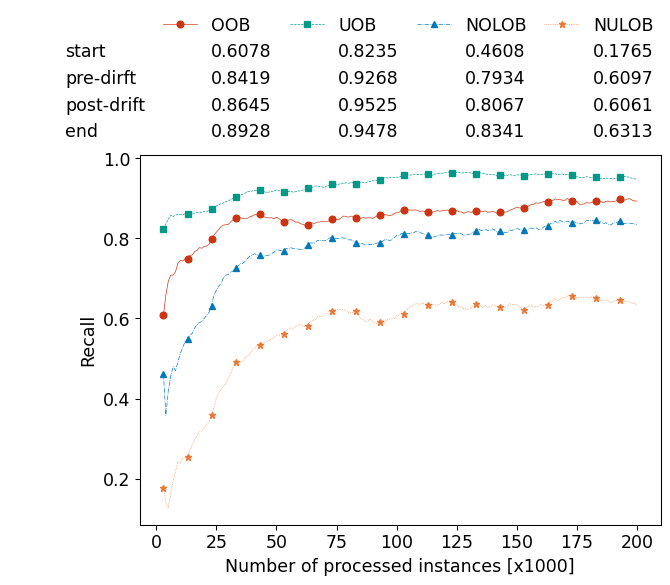 OOB UOB NOLOB NULOB
start 0.6078 0.8235 0.4608 0.1765
pre-dirft 0.8419 0.9268 0.7934 0.6097
post-drift 0.8645 0.9525 0.8067 0.6061
end 0.8928 0.9478 0.8341 0.6313
1.0
0.8
0.6
0.4
0.2
Recall
0 25 50 75 100 125 150 175 200
Number of processed instances [x1000]